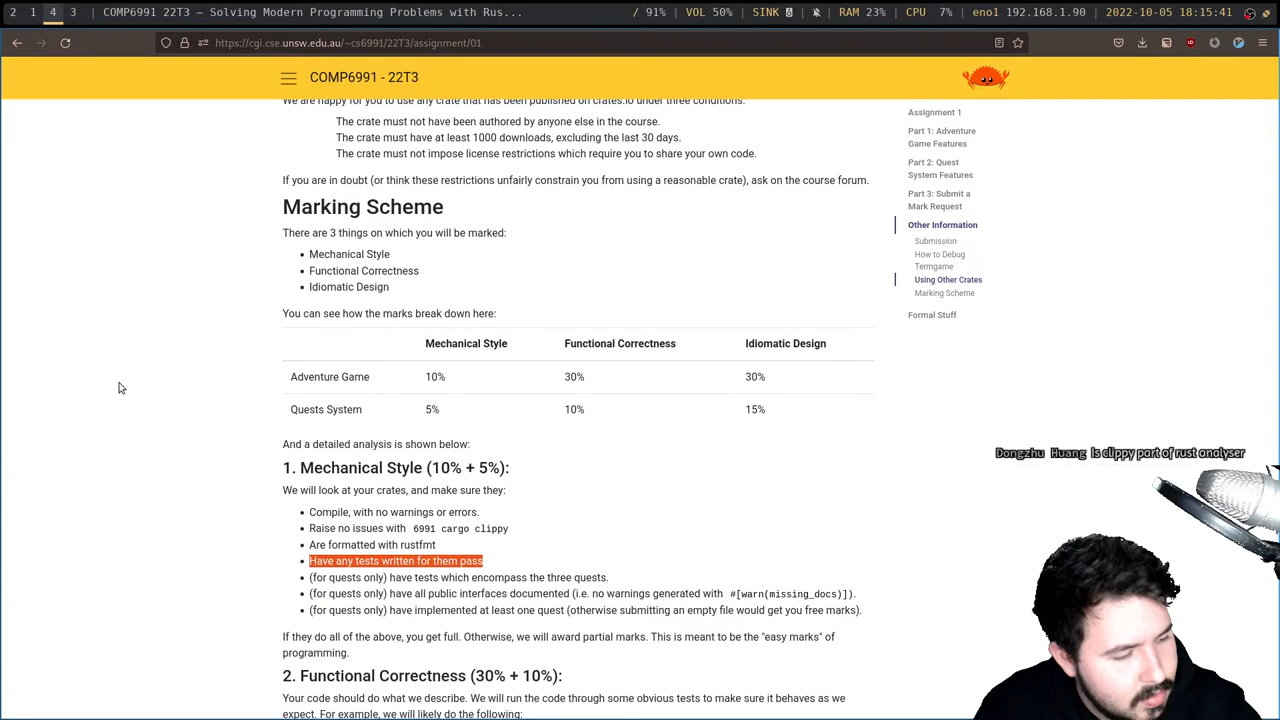 2 1 4 3 COMP6991 22T3 — Solving Modern Programming Problems with Rus... / 91% VOL 50% SINK RAM 23% CPU 7% eno1 192.168.1.90 2022-10-05 18:15:41
https://cgi.cse.unsw.edu.au/~cs6991/22T3/assignment/01
COMP6991 - 22T3
We are happy for you to use any crate that has been published on crates.io under three conditions.
The crate must not have been authored by anyone else in the course.
The crate must have at least 1000 downloads, excluding the last 30 days.
The crate must not impose license restrictions which require you to share your own code.
If you are in doubt (or think these restrictions unfairly constrain you from using a reasonable crate), ask on the course forum.
Marking Scheme
There are 3 things on which you will be marked:
• Mechanical Style
• Functional Correctness
• Idiomatic Design
You can see how the marks break down here:
Mechanical Style Functional Correctness Idiomatic Design
Adventure Game 10% 30% 30%
Quests System 5% 10% 15%
And a detailed analysis is shown below:
1. Mechanical Style (10% + 5%):
We will look at your crates, and make sure they:
• Compile, with no warnings or errors.
• Raise no issues with 6991 cargo clippy
• Are formatted with rustfmt
• Have any tests written for them pass
• (for quests only) have tests which encompass the three quests.
• (for quests only) have all public interfaces documented (i.e. no warnings generated with #[warn(missing_docs)]).
• (for quests only) have implemented at least one quest (otherwise submitting an empty file would get you free marks).
If they do all of the above, you get full. Otherwise, we will award partial marks. This is meant to be the "easy marks" of
programming.
2. Functional Correctness (30% + 10%):
Your code should do what we describe. We will run the code through some obvious tests to make sure it behaves as we
expect. For example, we will likely do the following:
Assignment 1
Part 1: Adventure
Game Features
Part 2: Quest
System Features
Part 3: Submit a
Mark Request
Other Information
Submission
How to Debug
Termgame
Using Other Crates
Marking Scheme
Formal Stuff
Dongzhu Huang Is clippy part of rust analyser